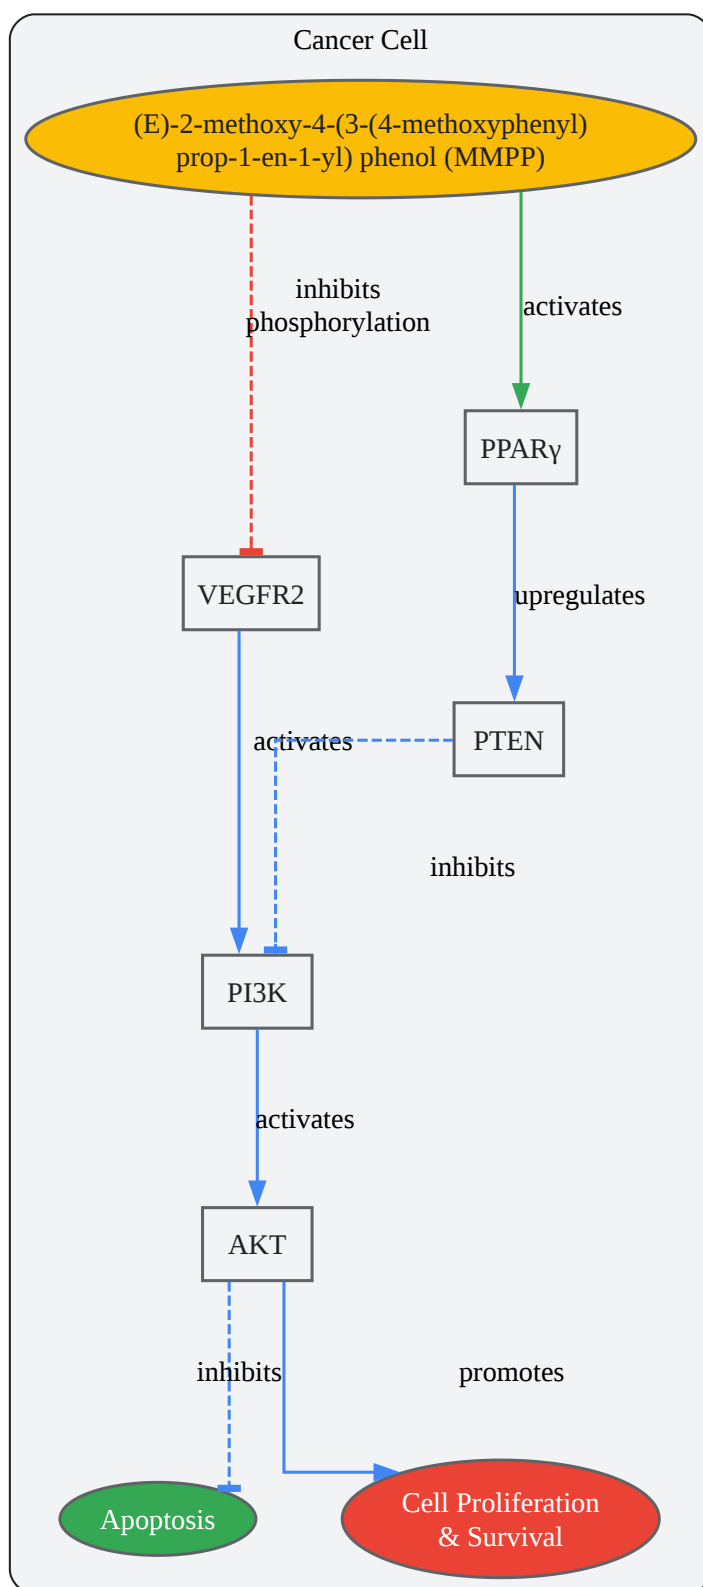 Cancer Cell
(E)-2-methoxy-4-(3-(4-methoxyphenyl)
prop-1-en-1-yl) phenol (MMPP)
inhibits
phosphorylation
activates
PPARγ
VEGFR2
upregulates
activates
PTEN
inhibits
PI3K
activates
AKT
inhibits
promotes
Apoptosis
Cell Proliferation
& Survival